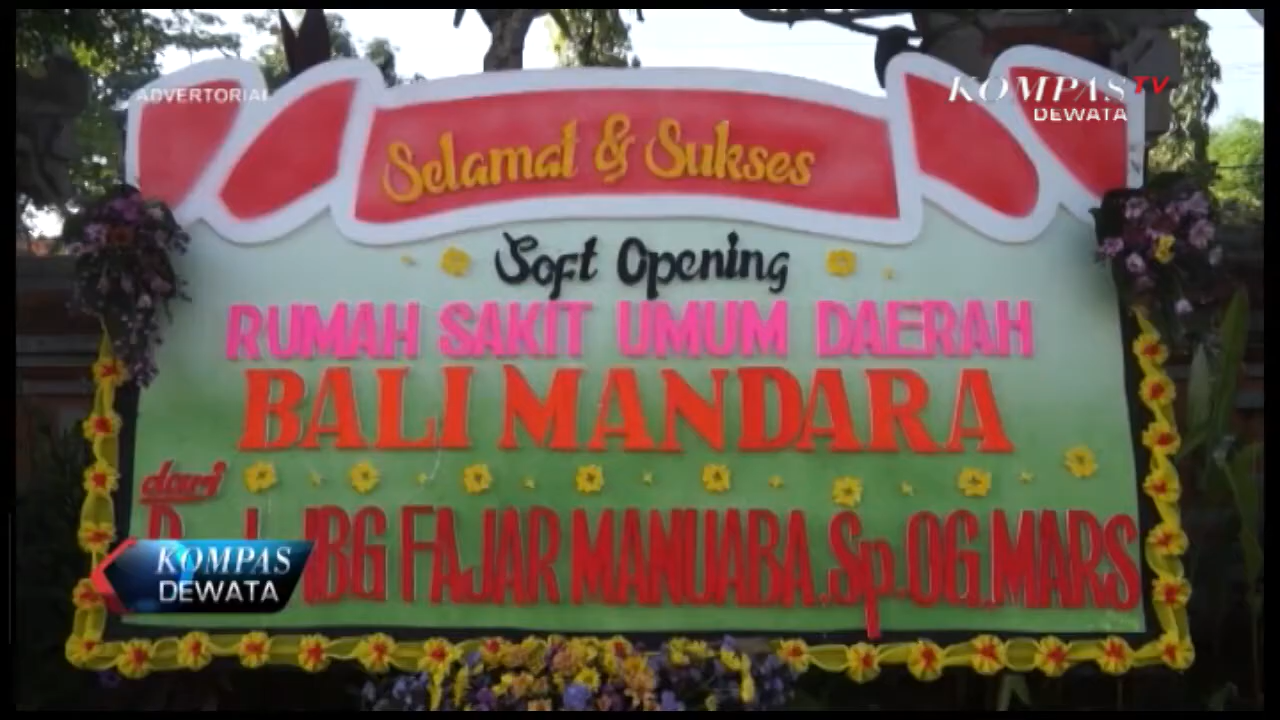 ADVERTORIAL
KOMPAS TV
DEWATA
Selamat & Sukses
Soft Opening
RUMAH SAKIT UMUM DAERAH
BALI MANDARA
dari
IBG FAJAR MANUABA.Sp.OG.MARS
KOMPAS
DEWATA